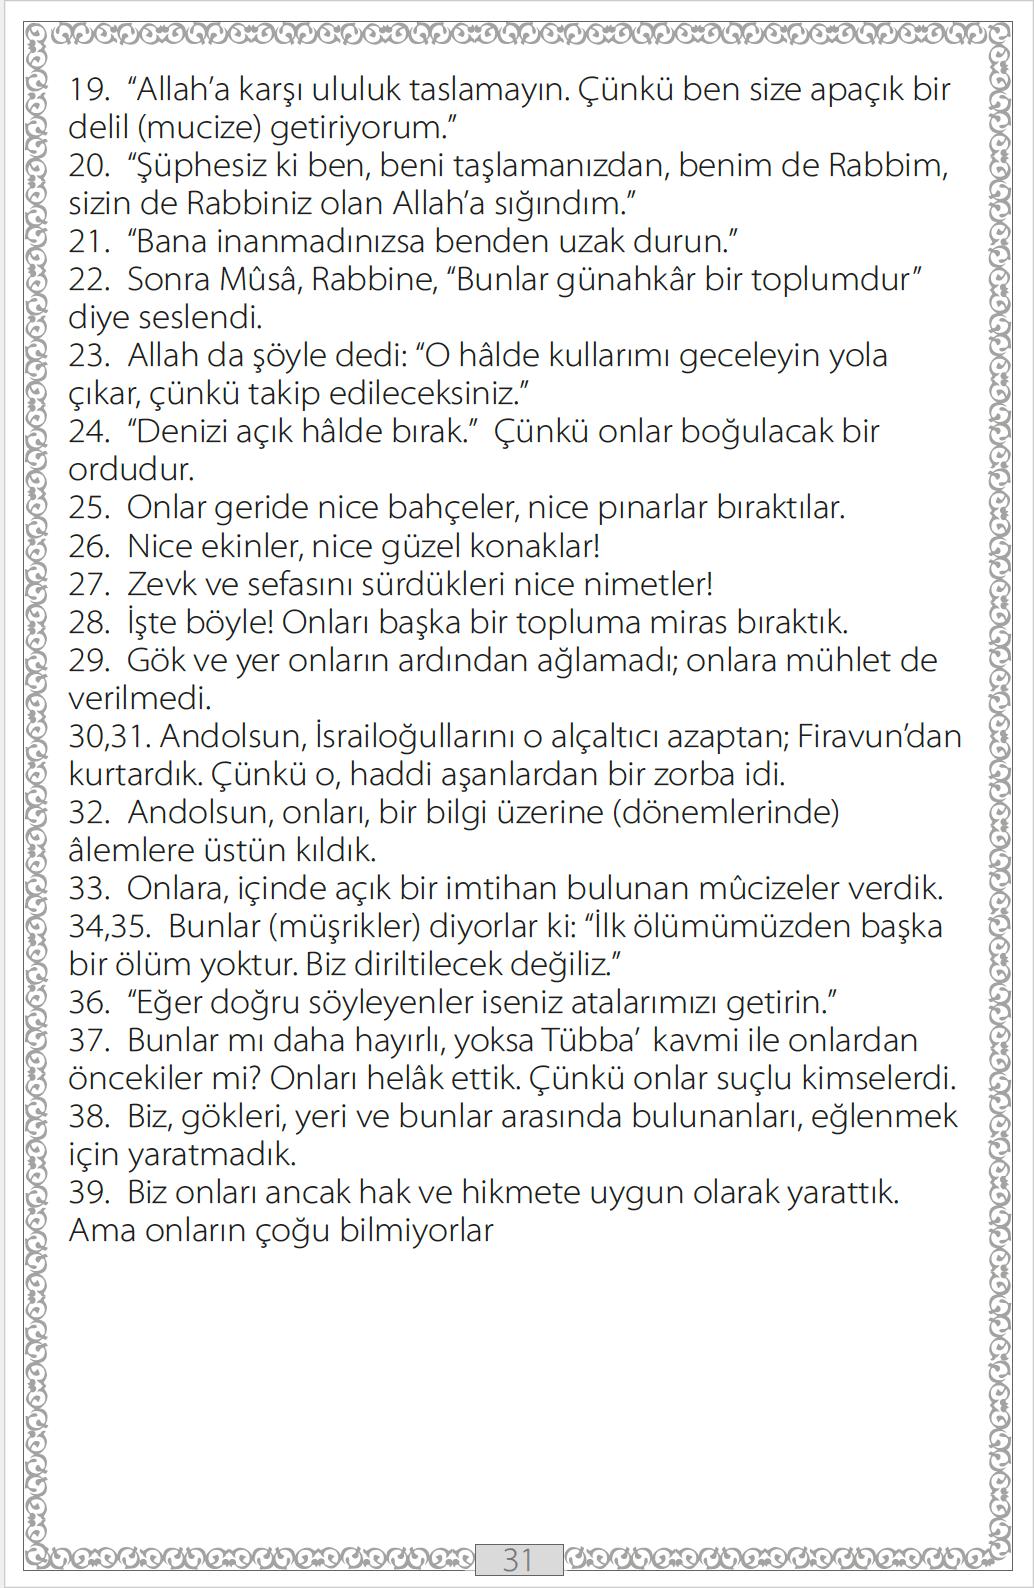 19.  “Allah’a karşı ululuk taslamayın. Çünkü ben size apaçık bir
delil (mucize) getiriyorum.”
20.  “Şüphesiz ki ben, beni taşlamanızdan, benim de Rabbim,
sizin de Rabbiniz olan Allah’a sığındım.”
21.  “Bana inanmadınızsa benden uzak durun.”
22.  Sonra Mûsâ, Rabbine, “Bunlar günahkâr bir toplumdur”
diye seslendi.
23.  Allah da şöyle dedi: “O hâlde kullarımı geceleyin yola
çıkar, çünkü takip edileceksiniz.”
24.  “Denizi açık hâlde bırak.”  Çünkü onlar boğulacak bir
ordudur.
25.  Onlar geride nice bahçeler, nice pınarlar bıraktılar.
26.  Nice ekinler, nice güzel konaklar!
27.  Zevk ve sefasını sürdükleri nice nimetler!
28.  İşte böyle! Onları başka bir topluma miras bıraktık.
29.  Gök ve yer onların ardından ağlamadı; onlara mühlet de
verilmedi.
30,31. Andolsun, İsrailoğullarını o alçaltıcı azaptan; Firavun’dan
kurtardık. Çünkü o, haddi aşanlardan bir zorba idi.
32.  Andolsun, onları, bir bilgi üzerine (dönemlerinde)
âlemlere üstün kıldık.
33.  Onlara, içinde açık bir imtihan bulunan mûcizeler verdik.
34,35.  Bunlar (müşrikler) diyorlar ki: “İlk ölümümüzden başka
bir ölüm yoktur. Biz diriltilecek değiliz.”
36.  “Eğer doğru söyleyenler iseniz atalarımızı getirin.”
37.  Bunlar mı daha hayırlı, yoksa Tübba’  kavmi ile onlardan
öncekiler mi? Onları helâk ettik. Çünkü onlar suçlu kimselerdi.
38.  Biz, gökleri, yeri ve bunlar arasında bulunanları, eğlenmek
için yaratmadık.
39.  Biz onları ancak hak ve hikmete uygun olarak yarattık.
Ama onların çoğu bilmiyorlar
31